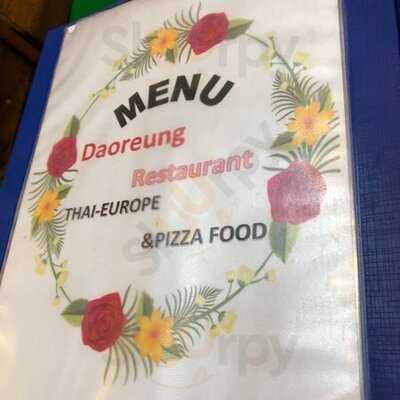 MENU
Daoreung
Restaurant
THAI-EUROPE
&PIZZA FOOD